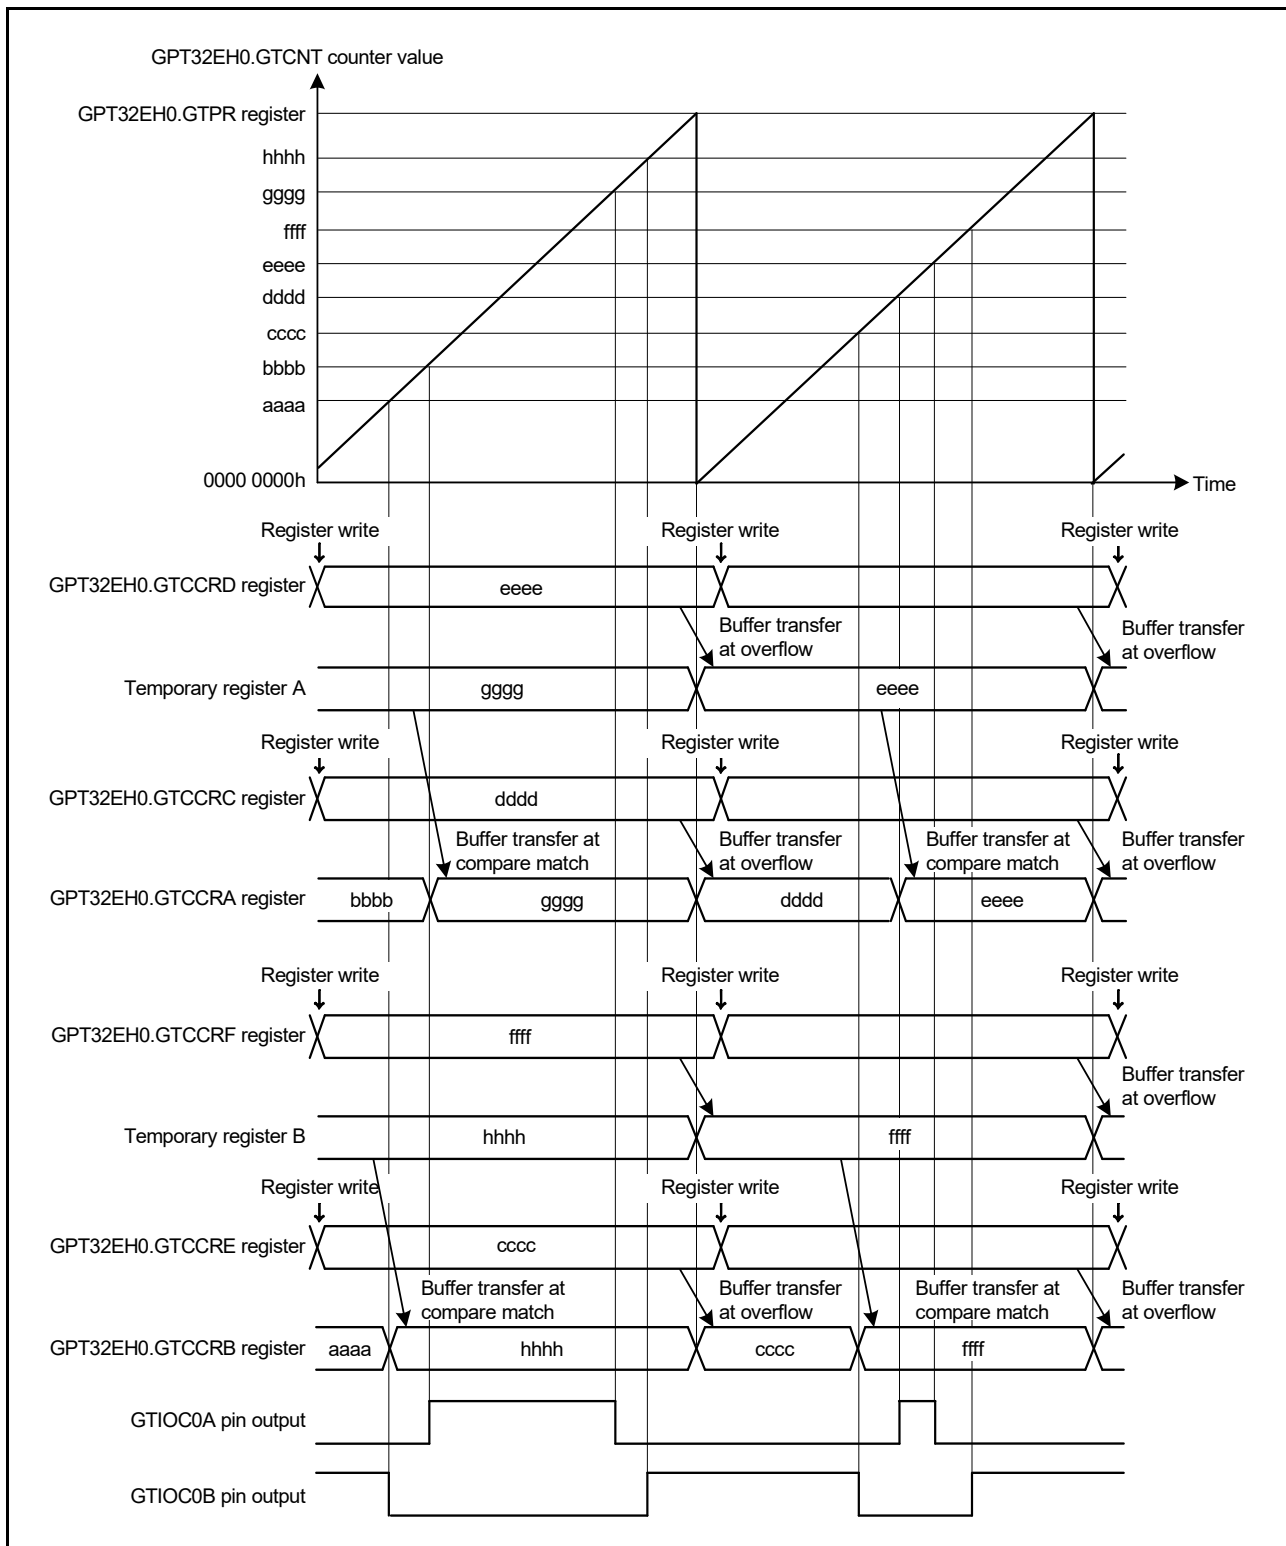 GPT32EH0.GTCNT counter value
GPT32EH0.GTPR register
hhhh
gggg
ffff
eeee
dddd
cccc
bbbb
aaaa
0000 0000h
Time
Register write Register write Register write
GPT32EH0.GTCCRD register eeee
Buffer transfer Buffer transfer
at overflow at overflow
Temporary register A gggg eeee
Register write Register write Register write
GPT32EH0.GTCCRC register dddd
Buffer transfer at Buffer transfer Buffer transfer at Buffer transfer
compare match at overflow compare match at overflow
GPT32EH0.GTCCRA register bbbb gggg dddd eeee
Register write Register write Register write
GPT32EH0.GTCCRF register ffff
Buffer transfer
at overflow
Temporary register B hhhh ffff
Register write Register write Register write
GPT32EH0.GTCCRE register cccc
Buffer transfer at Buffer transfer Buffer transfer at Buffer transfer
compare match at overflow compare match at overflow
GPT32EH0.GTCCRB register aaaa hhhh cccc ffff
GTIOC0A pin output
GTIOC0B pin output